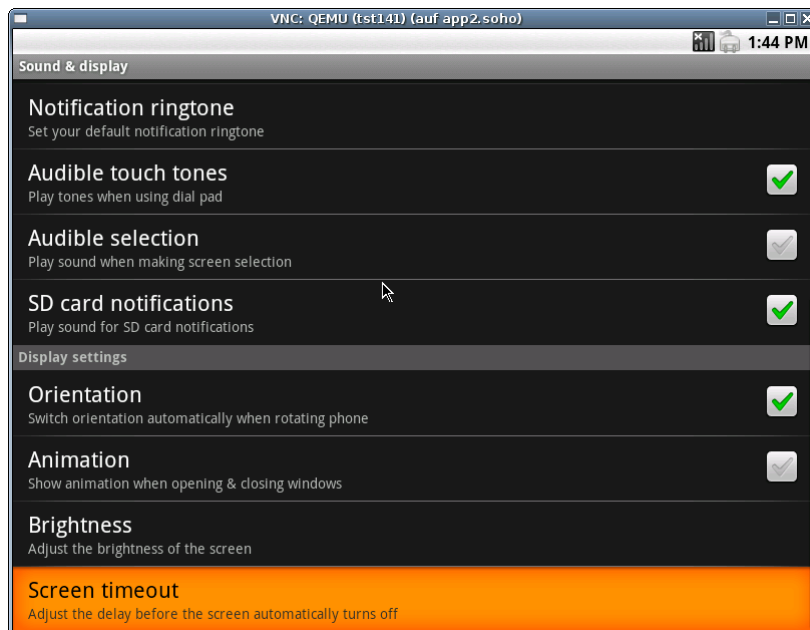 VNC: QEMU (tst141) (auf app2.soho)
1:44 PM
Sound & display
Notification ringtone
Set your default notification ringtone
Audible touch tones
Play tones when using dial pad
Audible selection
Play sound when making screen selection
SD card notifications
Play sound for SD card notifications
Display settings
Orientation
Switch orientation automatically when rotating phone
Animation
Show animation when opening & closing windows
Brightness
Adjust the brightness of the screen
Screen timeout
Adjust the delay before the screen automatically turns off